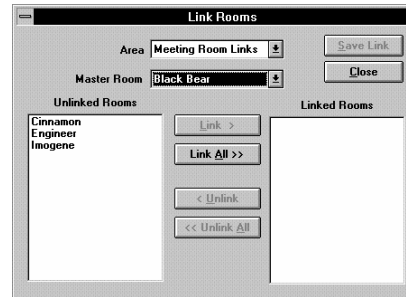 Link Rooms
Area Meeting Room Links
Save Link
Master Room Black Bear
Close
Unlinked Rooms
Linked Rooms
Cinnamon
Engineer
Imogene
Link >
Link All >>
< Unlink
<< Unlink All